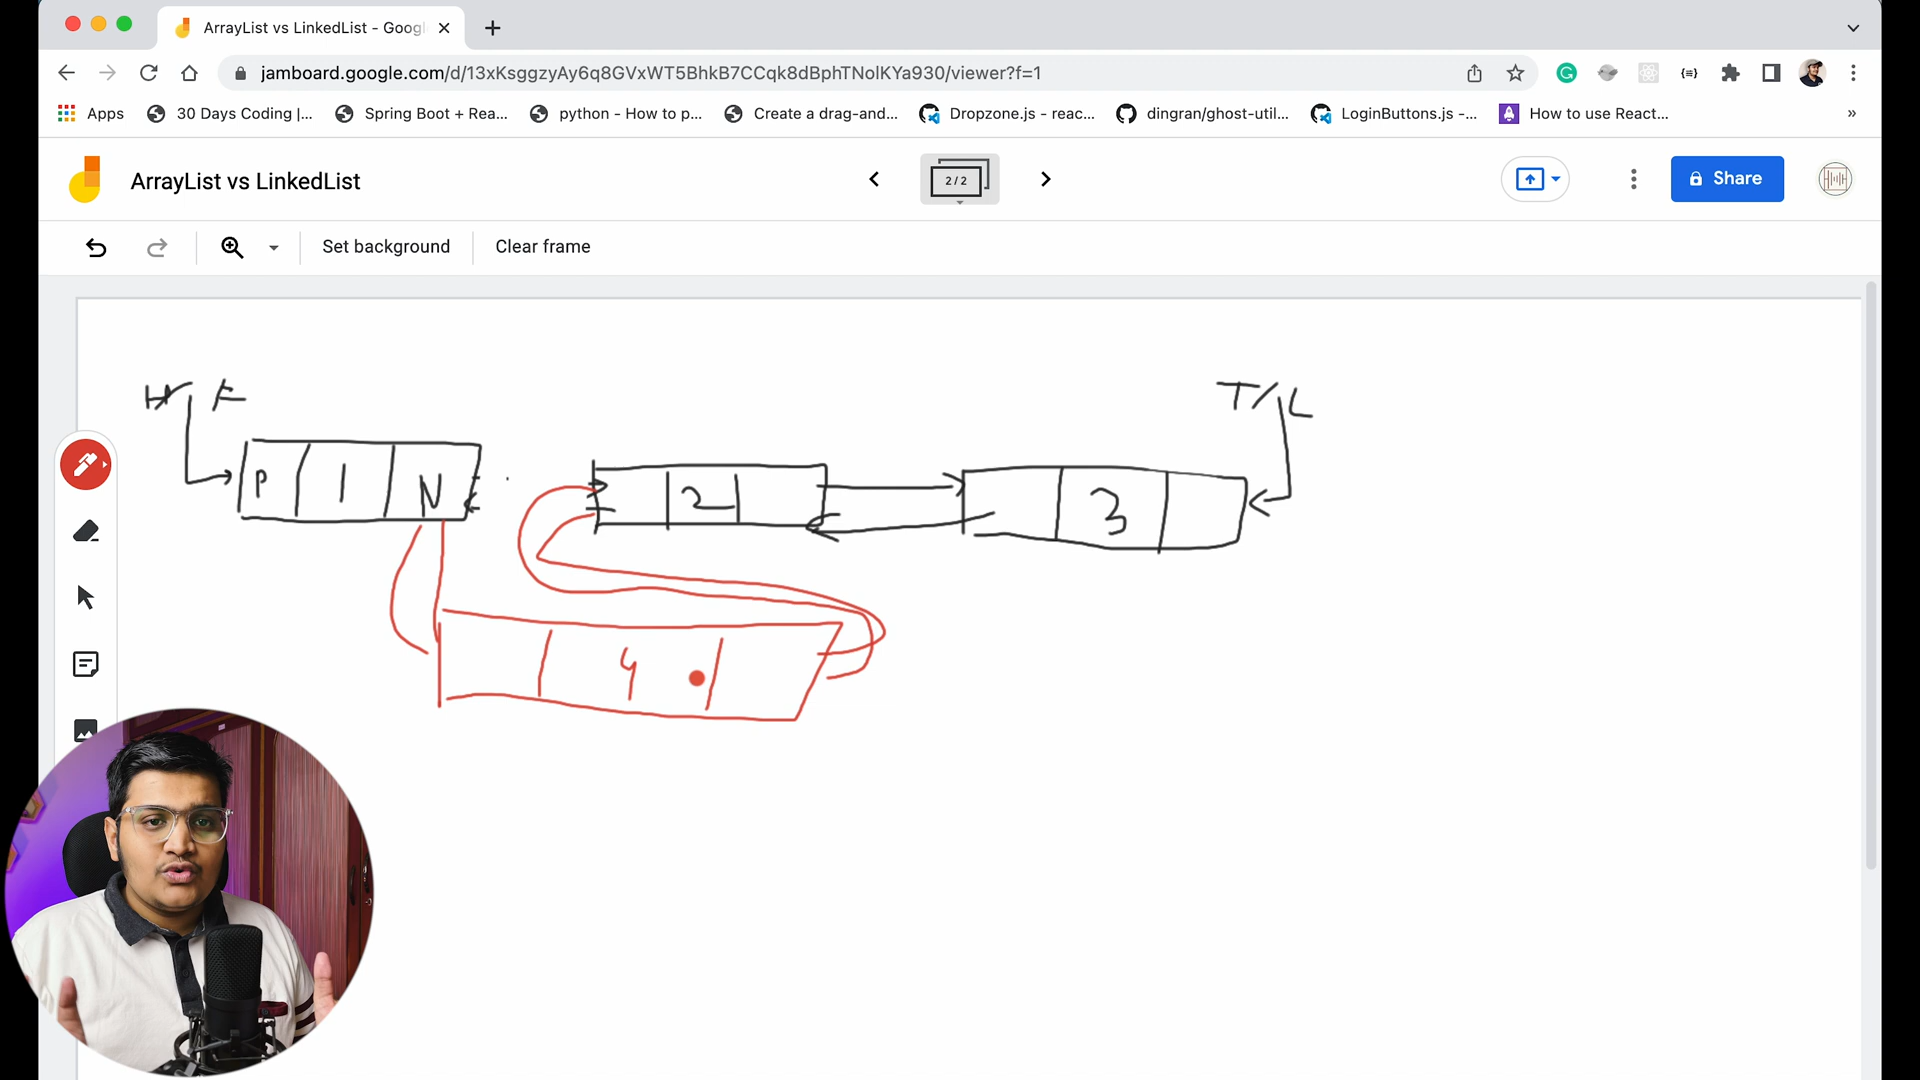 ArrayList vs LinkedList - Googl
jamboard.google.com/d/13xKsggzyAy6q8GVxWT5BhkB7CCqk8dBphTNolKYa930/viewer?f=1
Apps 30 Days Coding |... Spring Boot + Rea... python - How to p... Create a drag-and... Dropzone.js - reac... dingran/ghost-util... LoginButtons.js -... How to use React... »
ArrayList vs LinkedList
2 / 2
Share
Set background Clear frame
T/L
P 1 N
2
3
4